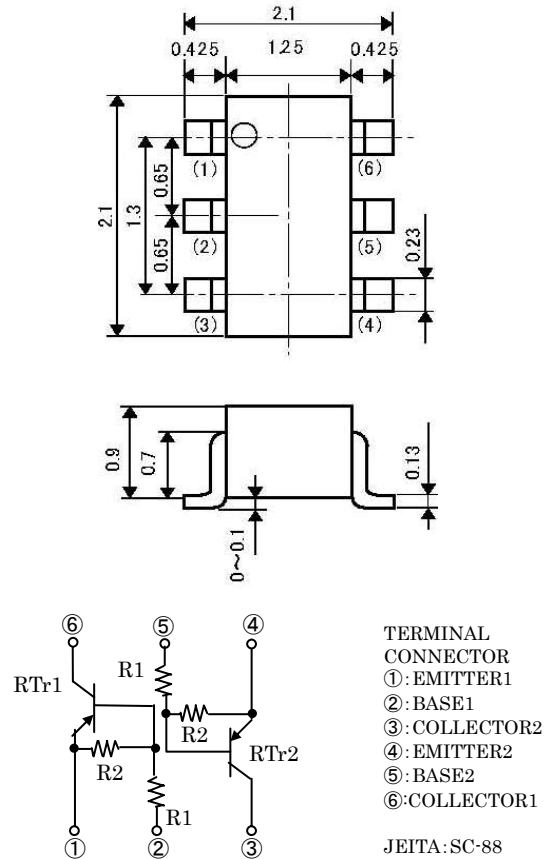 2.1
0.425 1.25 0.425
(1) (6)
2.1 1.3 0.65
(2) (5)
0.65 0.23
(3) (4)
0.9 0.7 0.13
0~0.1
⑥ ⑤ ④
R1
RTr1
R2 RTr2
R2
R1
① ② ③
TERMINAL
CONNECTOR
①:EMITTER1
②:BASE1
③:COLLECTOR2
④:EMITTER2
⑤:BASE2
⑥:COLLECTOR1
JEITA:SC-88